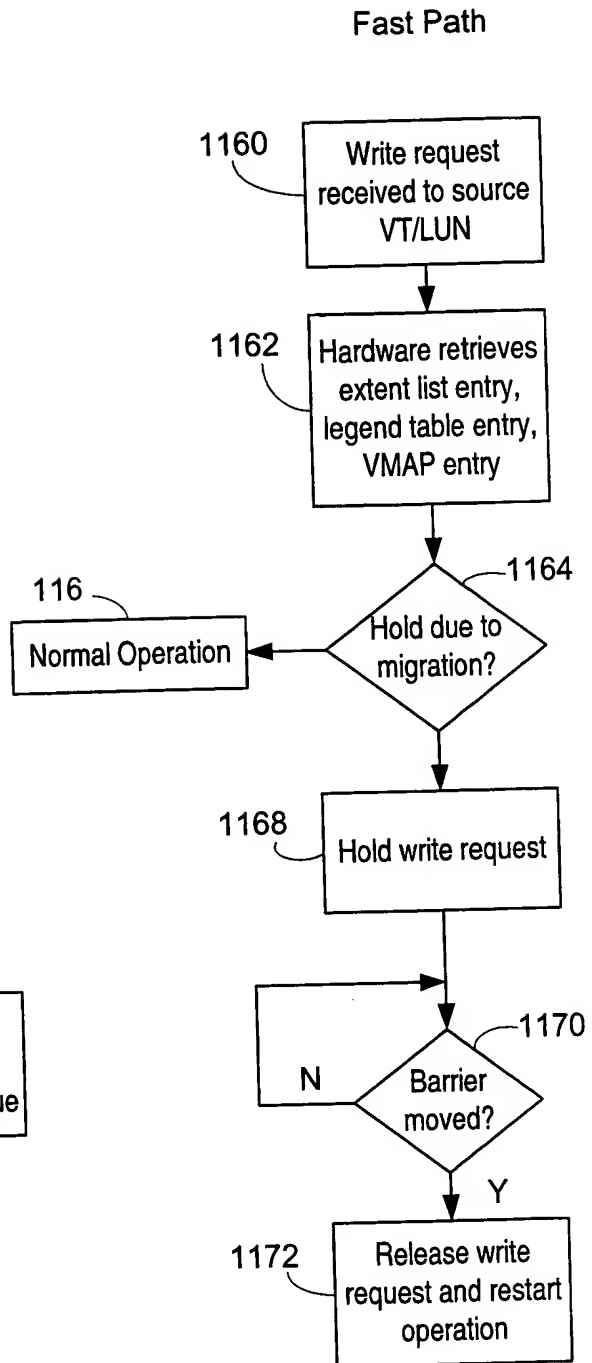 Fast Path
1160
Write request
received to source
VT/LUN
1162
Hardware retrieves
extent list entry,
legend table entry,
VMAP entry
1164
Hold due to
migration?
116
Normal Operation
1168
Hold write request
1170
Barrier
moved?
N
Y
1172
Release write
request and restart
operation